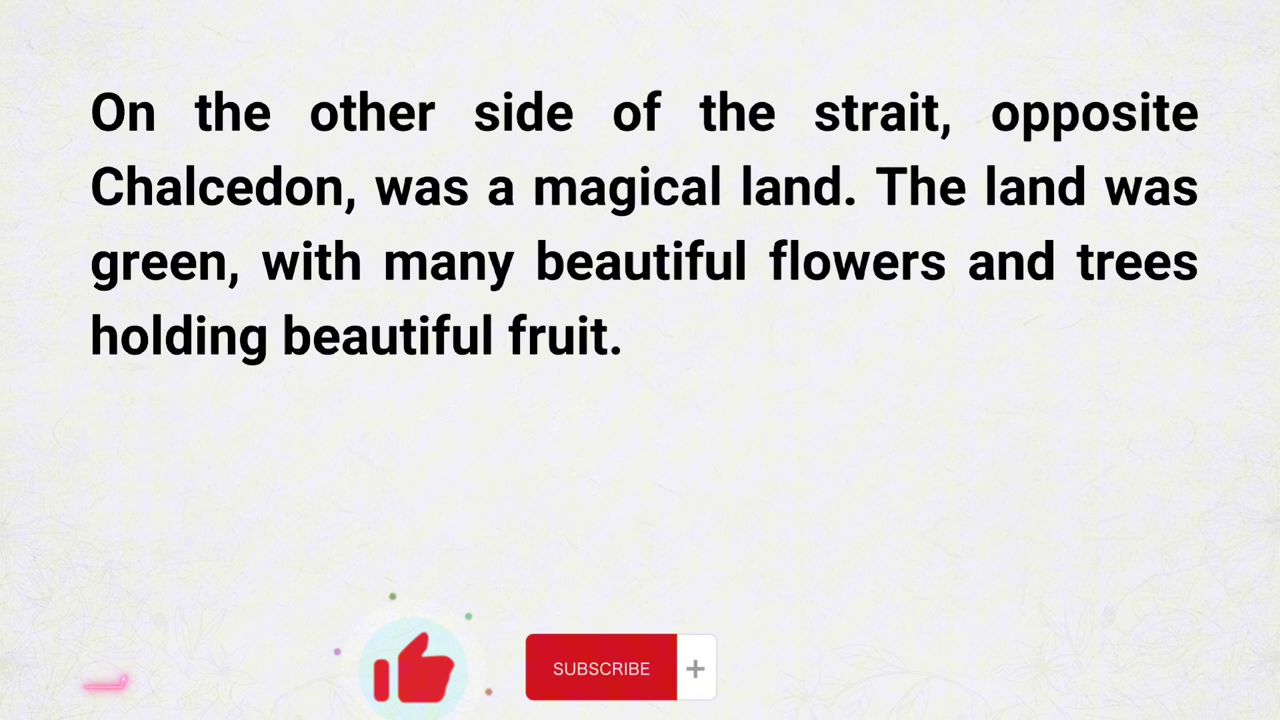 On the other side of the strait, opposite
Chalcedon, was a magical land. The land was
green, with many beautiful flowers and trees
holding beautiful fruit.
SUBSCRIBE +